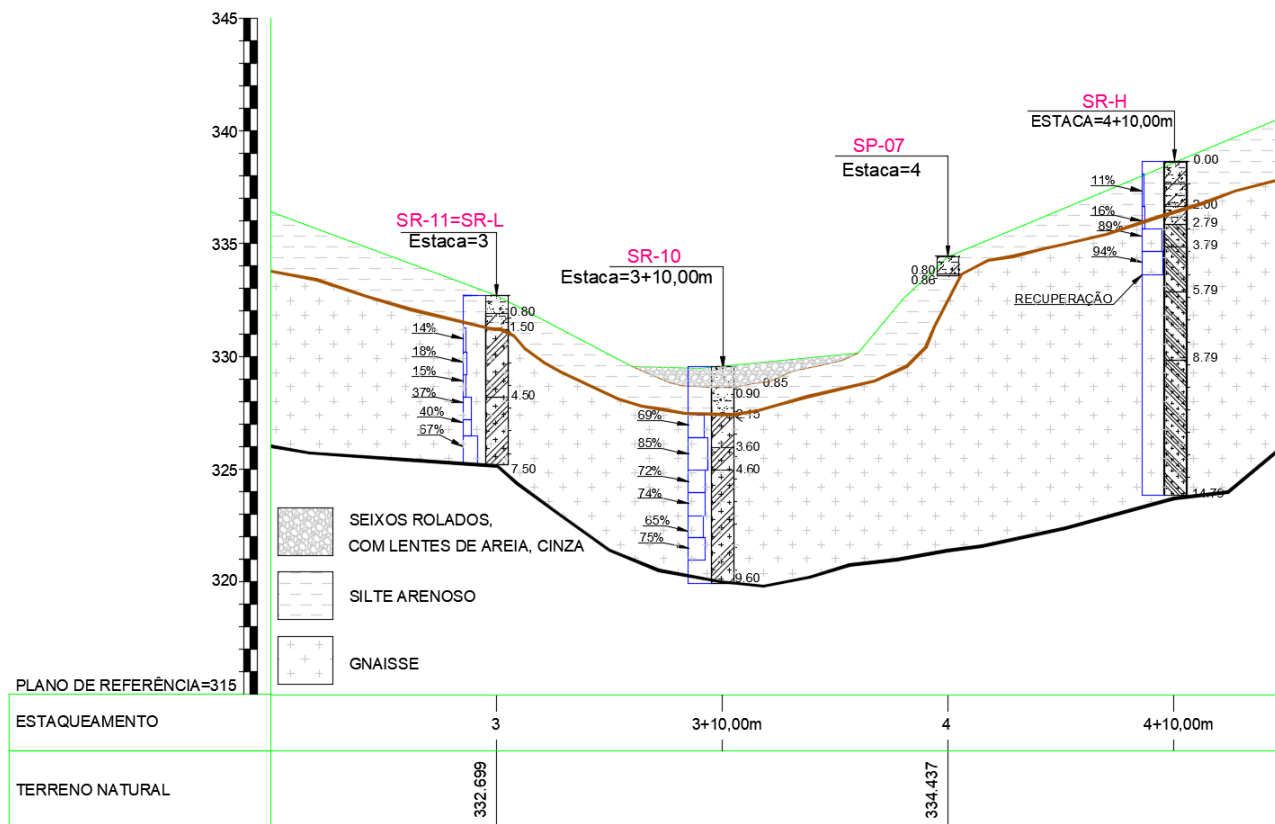 345
340
335
330
325
320
PLANO DE REFERÊNCIA=315
SR-11=SR-L
Estaca=3
0.80
1.50
4.50
7.50
14%
18%
15%
37%
40%
67%
SR-10
Estaca=3+10,00m
0.85
0.90
2.15
3.60
4.60
9.60
69%
85%
72%
74%
65%
75%
SP-07
Estaca=4
0.80
0.86
SR-H
ESTACA=4+10,00m
0.00
2.00
2.79
3.79
5.79
8.79
14.79
11%
16%
89%
94%
RECUPERAÇÃO
SEIXOS ROLADOS,
COM LENTES DE AREIA, CINZA
SILTE ARENOSO
GNAISSE
ESTAQUEAMENTO
3
3+10,00m
4
4+10,00m
TERRENO NATURAL
332.699
334.437